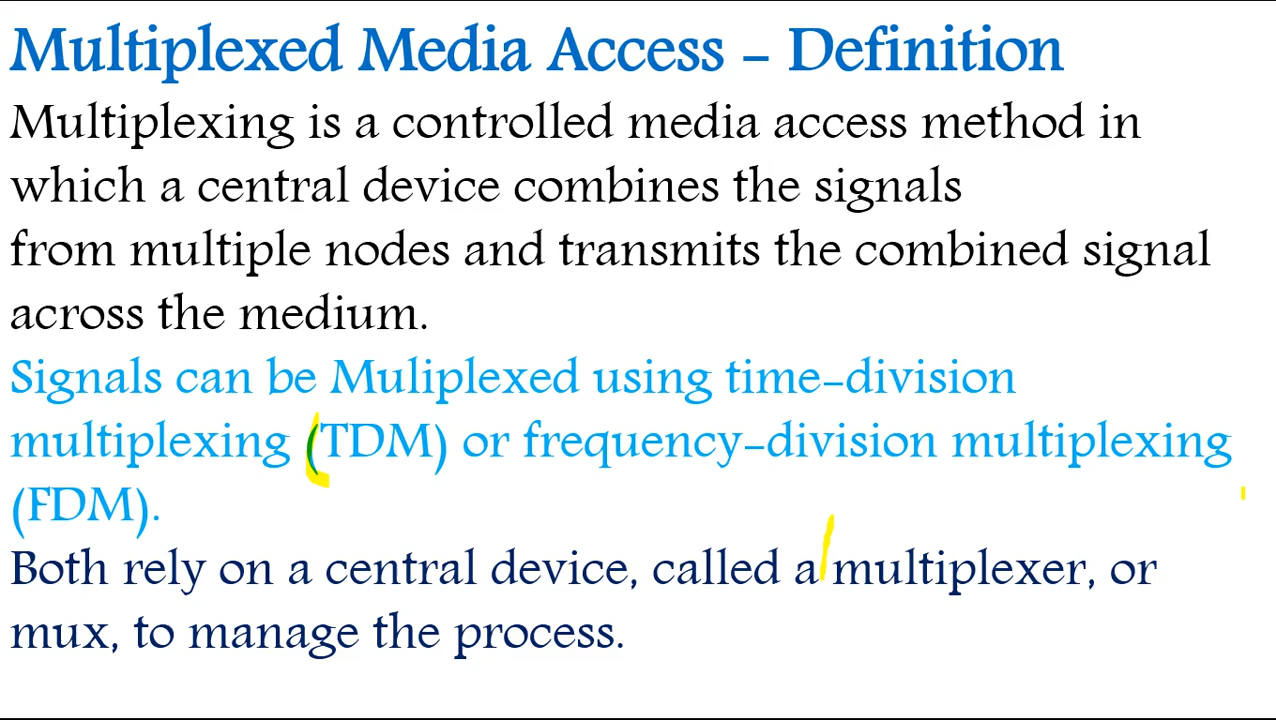 Multiplexed Media Access – Definition
Multiplexing is a controlled media access method in
which a central device combines the signals
from multiple nodes and transmits the combined signal
across the medium.
Signals can be Muliplexed using time-division
multiplexing (TDM) or frequency-division multiplexing
(FDM).
Both rely on a central device, called a multiplexer, or
mux, to manage the process.